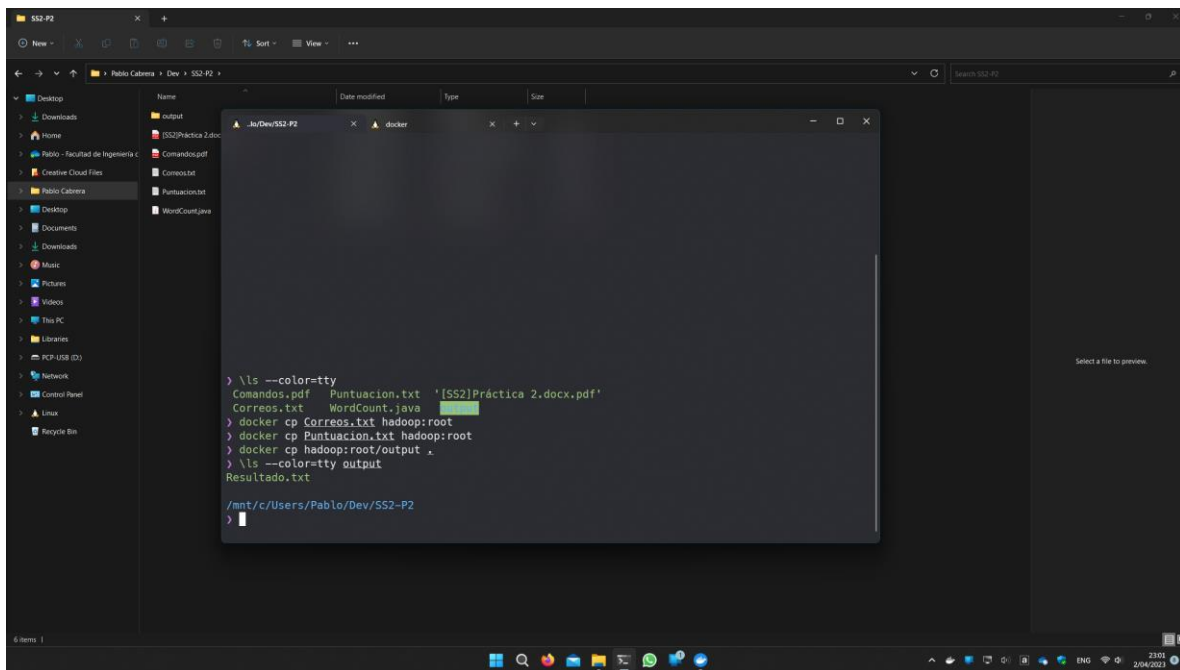 SS2-P2
New
Sort
View
Pablo Cabrera > Dev > SS2-P2 >
Search SS2-P2
Name Date modified Type Size
Desktop
Downloads
Home
Pablo - Facultad de Ingeniería c
Creative Cloud Files
Pablo Cabrera
Desktop
Documents
Downloads
Music
Pictures
Videos
This PC
Libraries
PCP-USB (D:)
Network
Control Panel
Linux
Recycle Bin
output
[SS2]Práctica 2.doc
Comandos.pdf
Correos.txt
Puntuacion.txt
WordCount.java
..lo/Dev/SS2-P2
docker
❯ \ls --color=tty
Comandos.pdf Puntuacion.txt '[SS2]Práctica 2.docx.pdf'
Correos.txt WordCount.java output
❯ docker cp Correos.txt hadoop:root
❯ docker cp Puntuacion.txt hadoop:root
❯ docker cp hadoop:root/output .
❯ \ls --color=tty output
Resultado.txt
/mnt/c/Users/Pablo/Dev/SS2-P2
❯
Select a file to preview.
6 items
ENG
23:01
2/04/2023